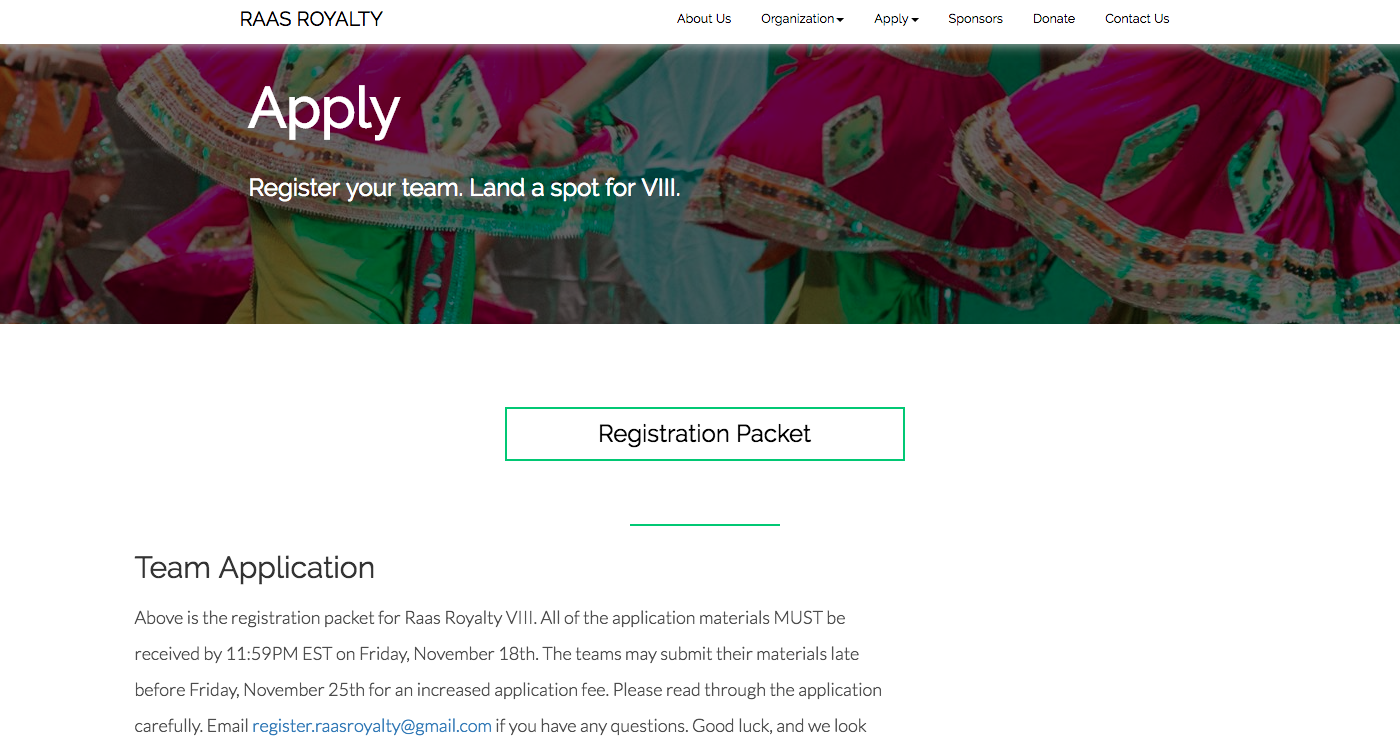 RAAS ROYALTY
About Us Organization Apply Sponsors Donate Contact Us
Apply
Register your team. Land a spot for VIII.
Registration Packet
Team Application
Above is the registration packet for Raas Royalty VIII. All of the application materials MUST be
received by 11:59PM EST on Friday, November 18th. The teams may submit their materials late
before Friday, November 25th for an increased application fee. Please read through the application
carefully. Email register.raasroyalty@gmail.com if you have any questions. Good luck, and we look